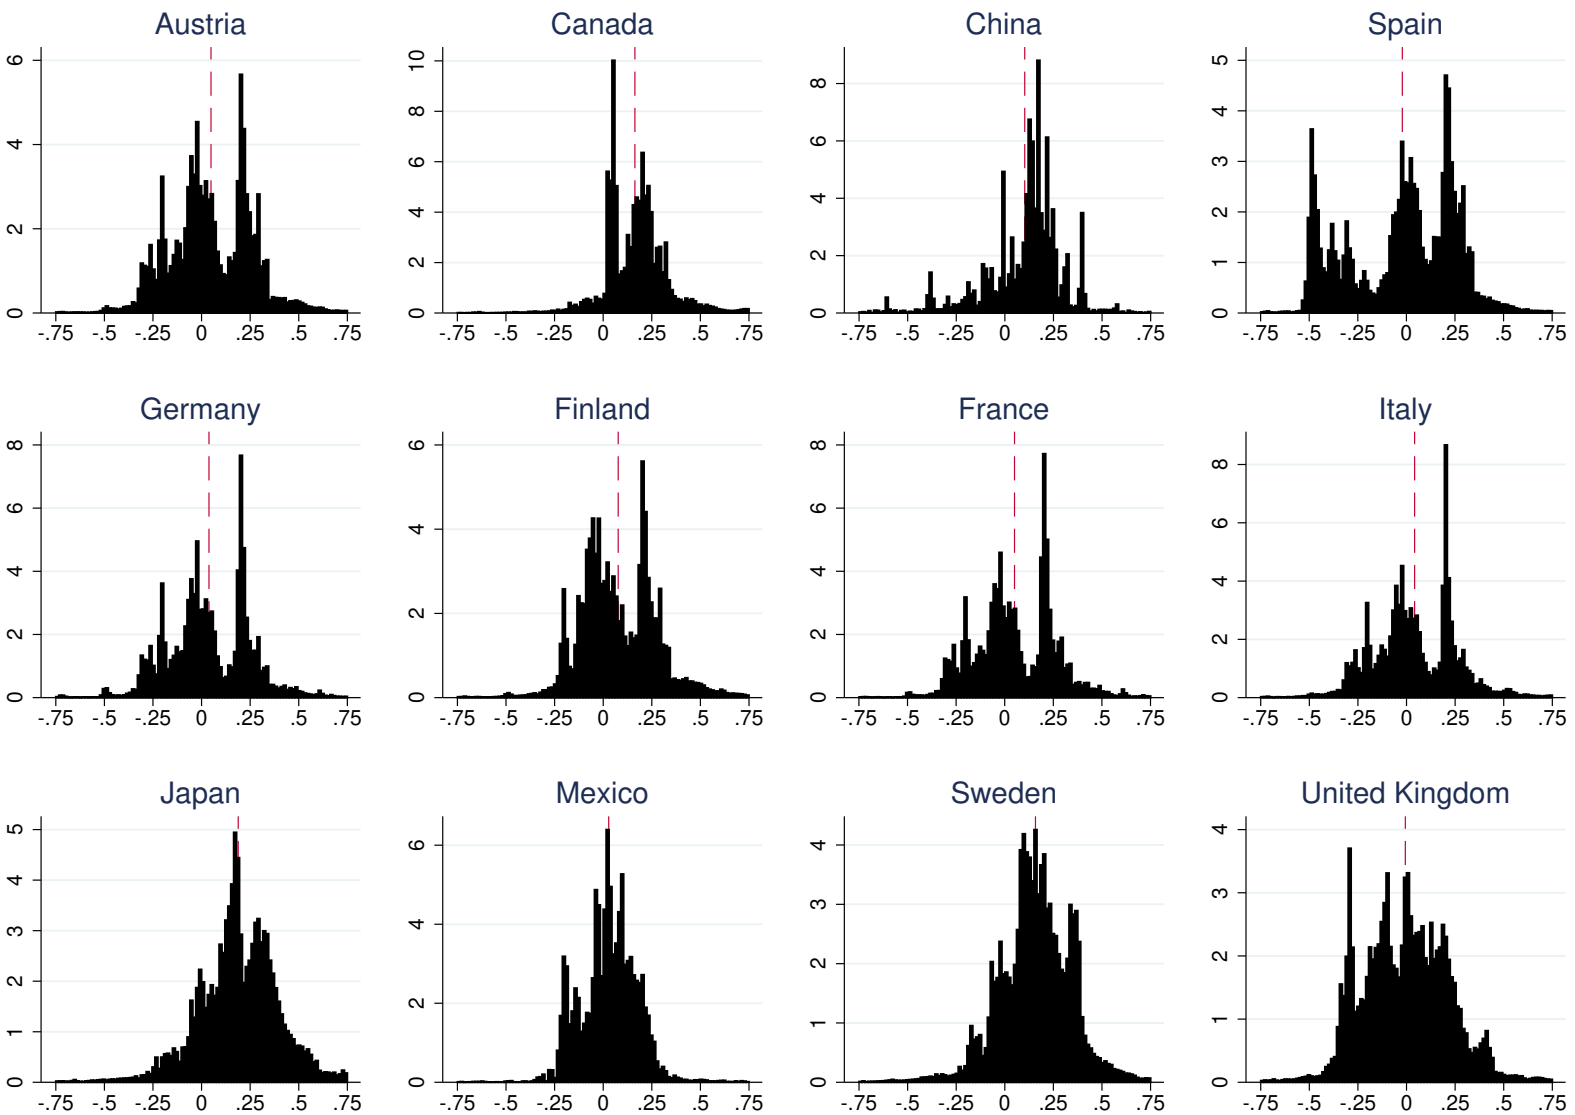 Austria Canada China Spain
6 10 8 5
4 8 6 4
2 6 4 3
0 4 2 2
2 0 1
0 0
-.75 -.5 -.25 0 .25 .5 .75 -.75 -.5 -.25 0 .25 .5 .75 -.75 -.5 -.25 0 .25 .5 .75 -.75 -.5 -.25 0 .25 .5 .75
Germany Finland France Italy
8 6 8 8
6 4 6 6
4 2 4 4
2 0 2 2
0 0 0
-.75 -.5 -.25 0 .25 .5 .75 -.75 -.5 -.25 0 .25 .5 .75 -.75 -.5 -.25 0 .25 .5 .75 -.75 -.5 -.25 0 .25 .5 .75
Japan Mexico Sweden United Kingdom
5 6 4 4
4 4 3 3
3 2 2 2
2 0 1 1
1 0 0
0
-.75 -.5 -.25 0 .25 .5 .75 -.75 -.5 -.25 0 .25 .5 .75 -.75 -.5 -.25 0 .25 .5 .75 -.75 -.5 -.25 0 .25 .5 .75